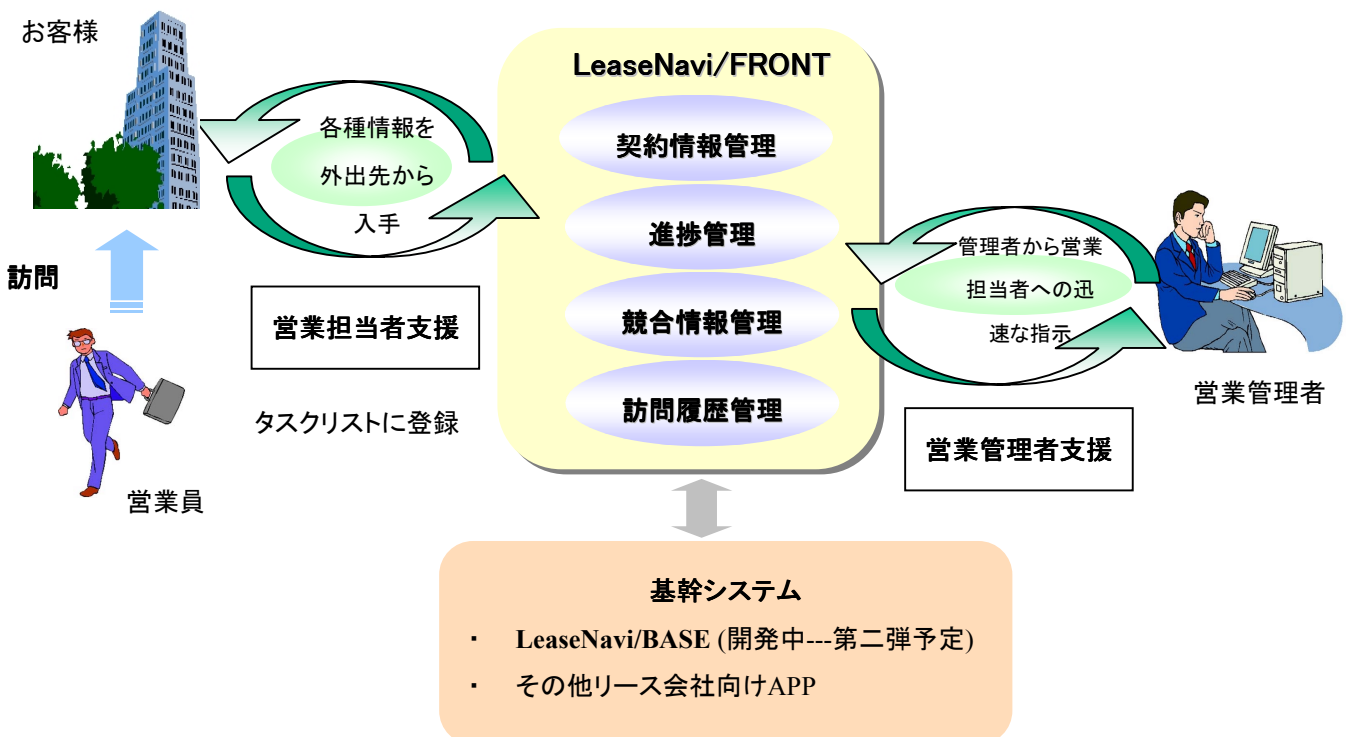 お客様
LeaseNavi/FRONT
各種情報を
外出先から
入手
契約情報管理
進捗管理
競合情報管理
訪問履歴管理
管理者から営業
担当者への迅
速な指示
訪問
営業担当者支援
タスクリストに登録
営業員
営業管理者
営業管理者支援
基幹システム
・ LeaseNavi/BASE (開発中---第二弾予定)
・ その他リース会社向けAPP